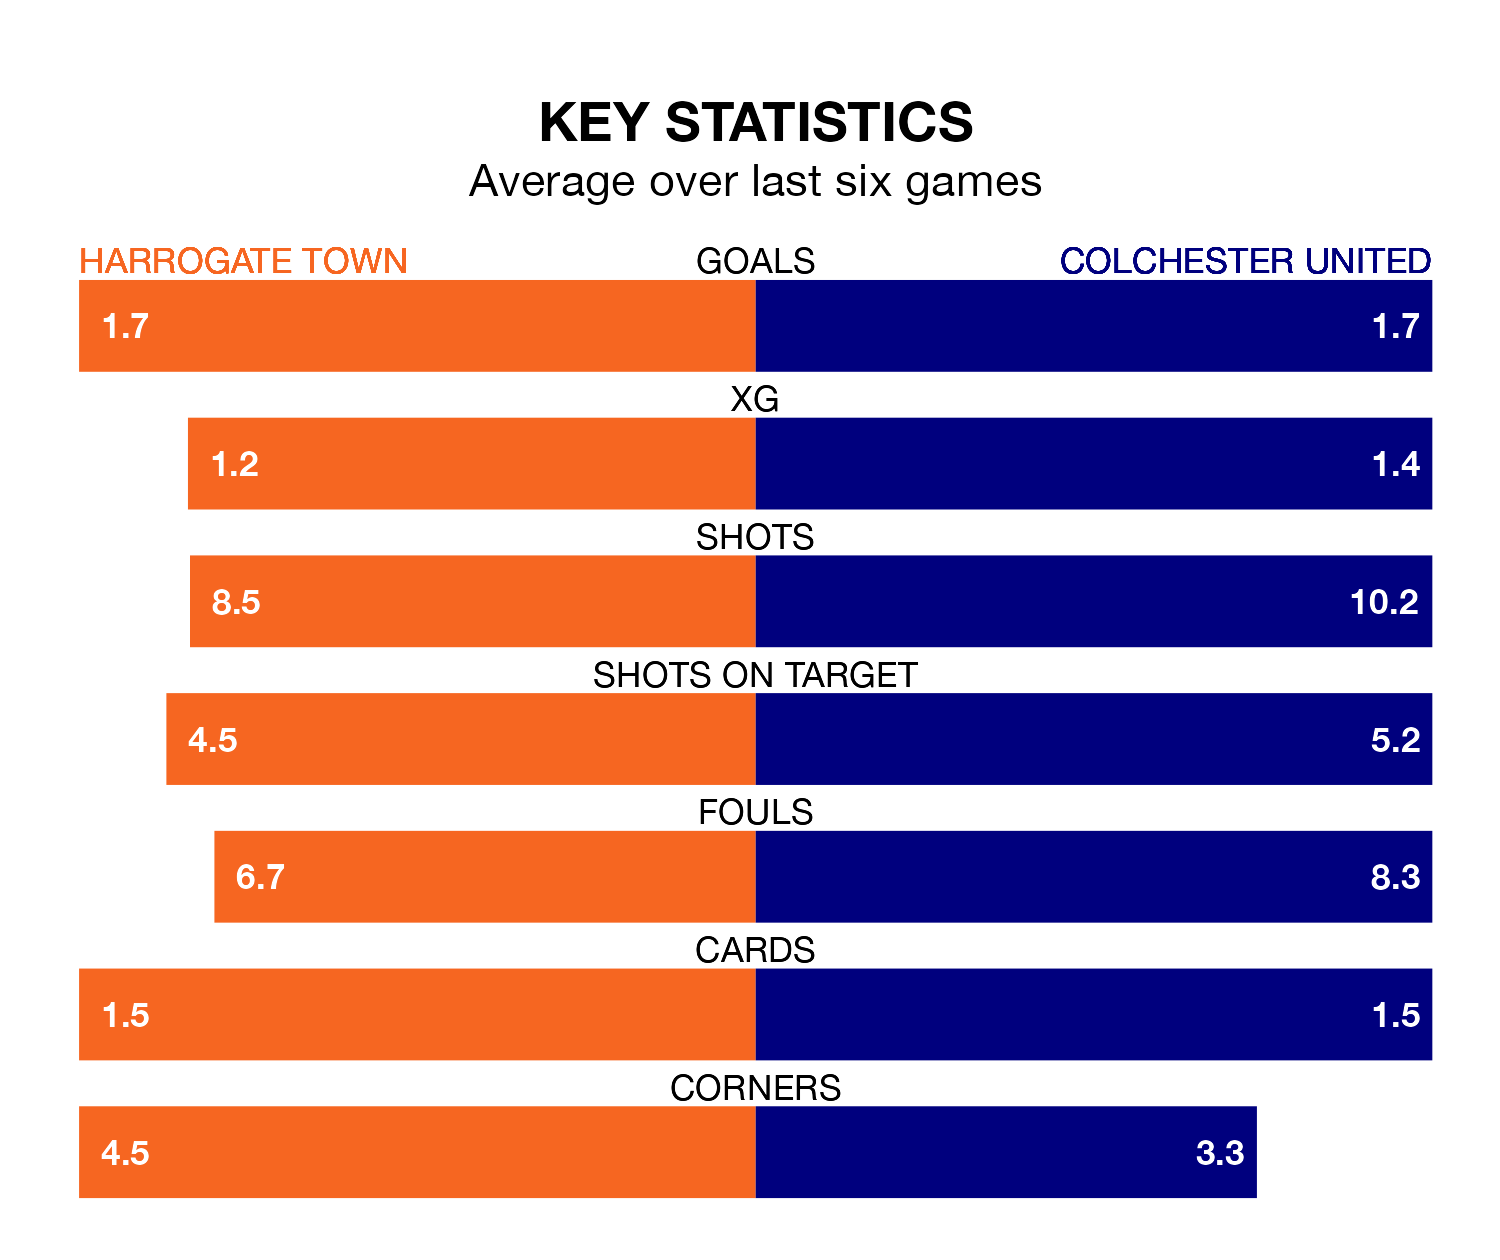 KEY STATISTICS
Average over last six games
HARROGATE TOWN GOALS COLCHESTER UNITED
1.7 1.7
XG
1.2 1.4
SHOTS
8.5 10.2
SHOTS ON TARGET
4.5 5.2
FOULS
6.7 8.3
CARDS
1.5 1.5
CORNERS
4.5 3.3